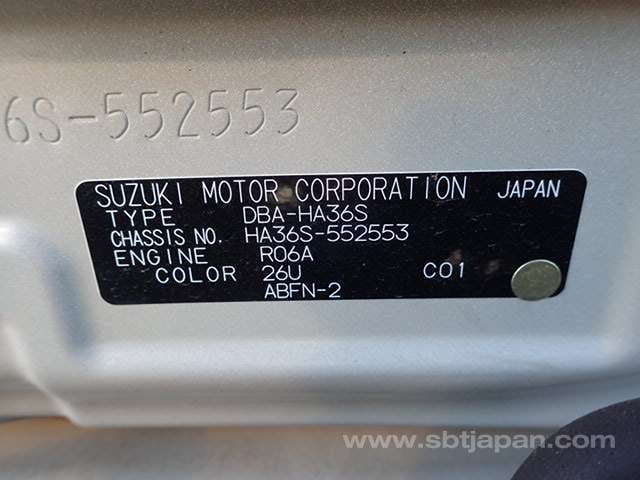 6S-552553
SUZUKI MOTOR CORPORATION JAPAN
TYPE DBA-HA36S
CHASSIS NO. HA36S-552553
ENGINE R06A
COLOR 26U C01
ABFN-2
www.sbtjapan.com